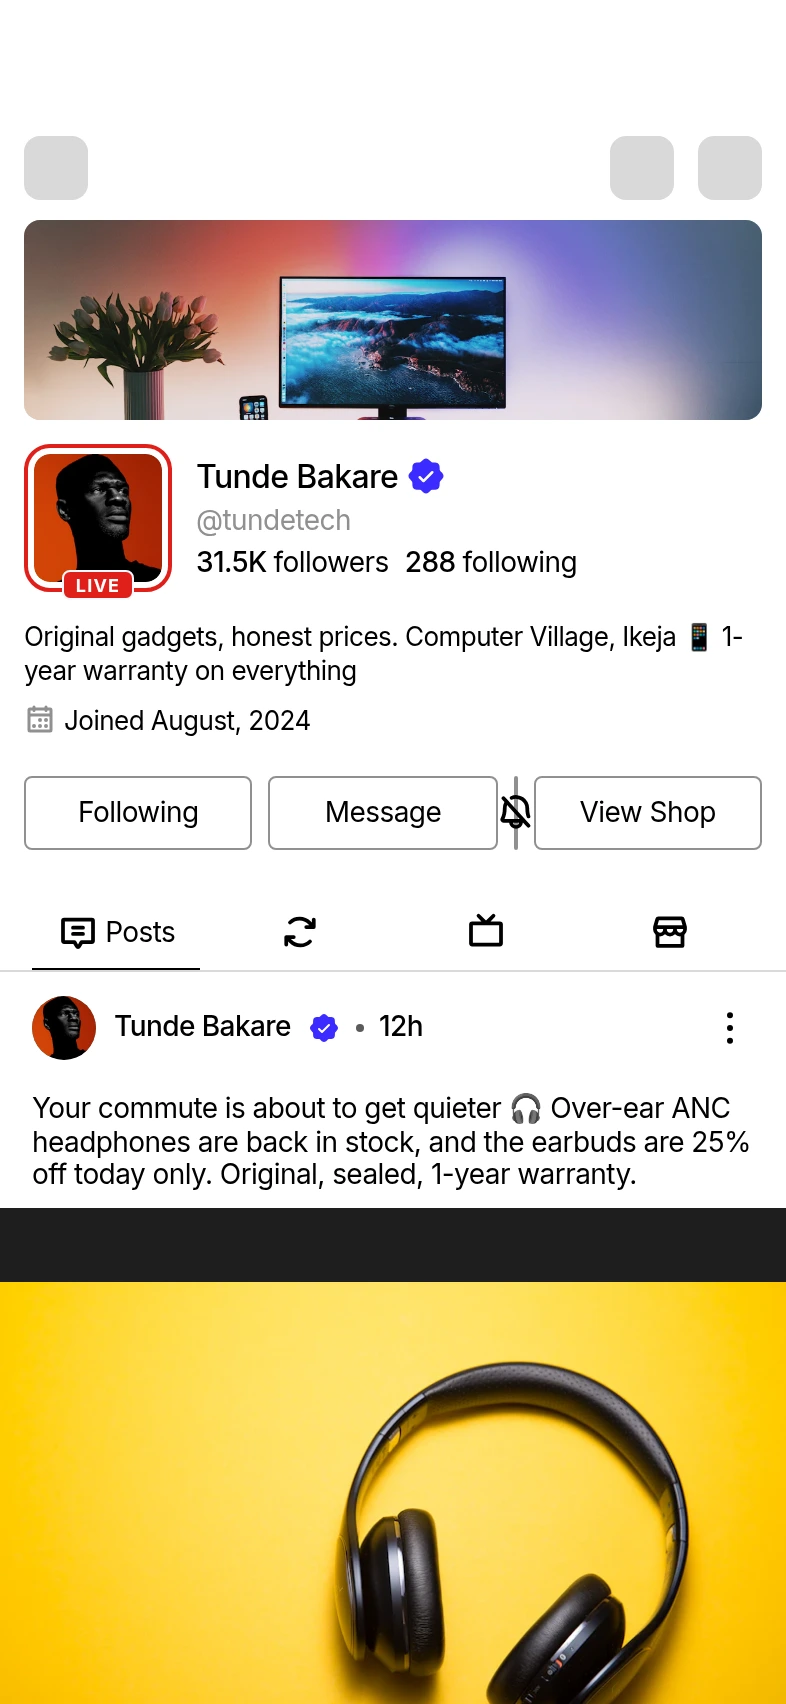 Tunde Bakare
@tundetech
31.5K followers 288 following
LIVE
Original gadgets, honest prices. Computer Village, Ikeja 📱 1-
year warranty on everything
Joined August, 2024
Following
Message
View Shop
Posts
Tunde Bakare • 12h
Your commute is about to get quieter 🎧 Over-ear ANC
headphones are back in stock, and the earbuds are 25%
off today only. Original, sealed, 1-year warranty.